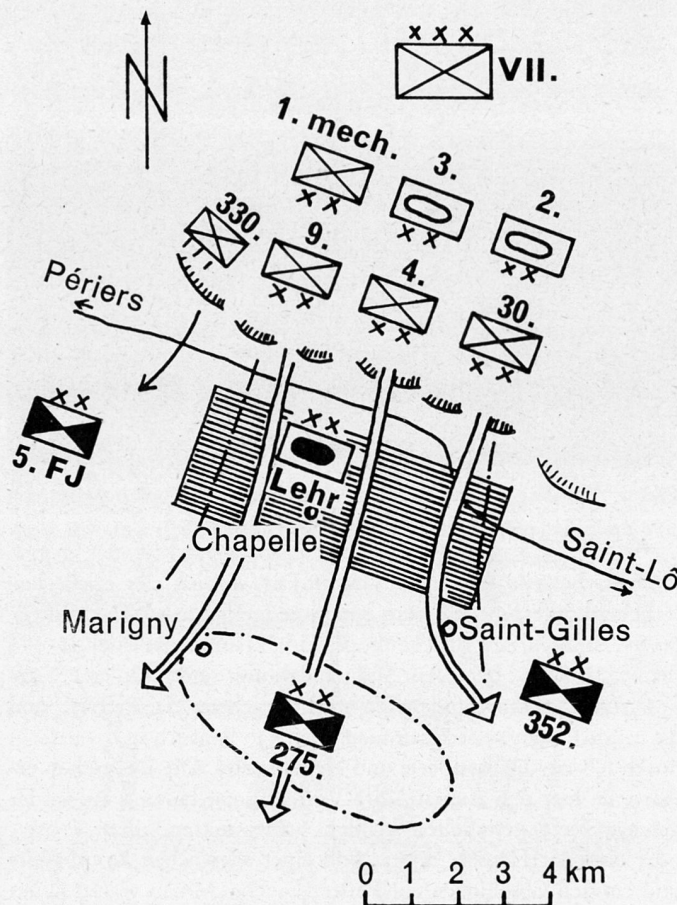 N
x x x
VII.
1. mech.
x x
3.
x x
2.
x x
330.
9.
x x
4.
x x
30.
x x
Périers
x x
5. FJ
x x
Lehr
Chapelle
Saint-Lô
Marigny
Saint-Gilles
x x
275.
x x
352.
0 1 2 3 4 km